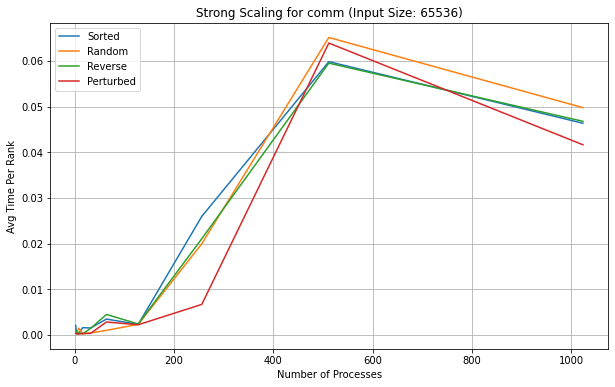 Strong Scaling for comm (Input Size: 65536)
Sorted
Random
Reverse
Perturbed
Avg Time Per Rank
0.06
0.05
0.04
0.03
0.02
0.01
0.00
0 200 400 600 800 1000
Number of Processes